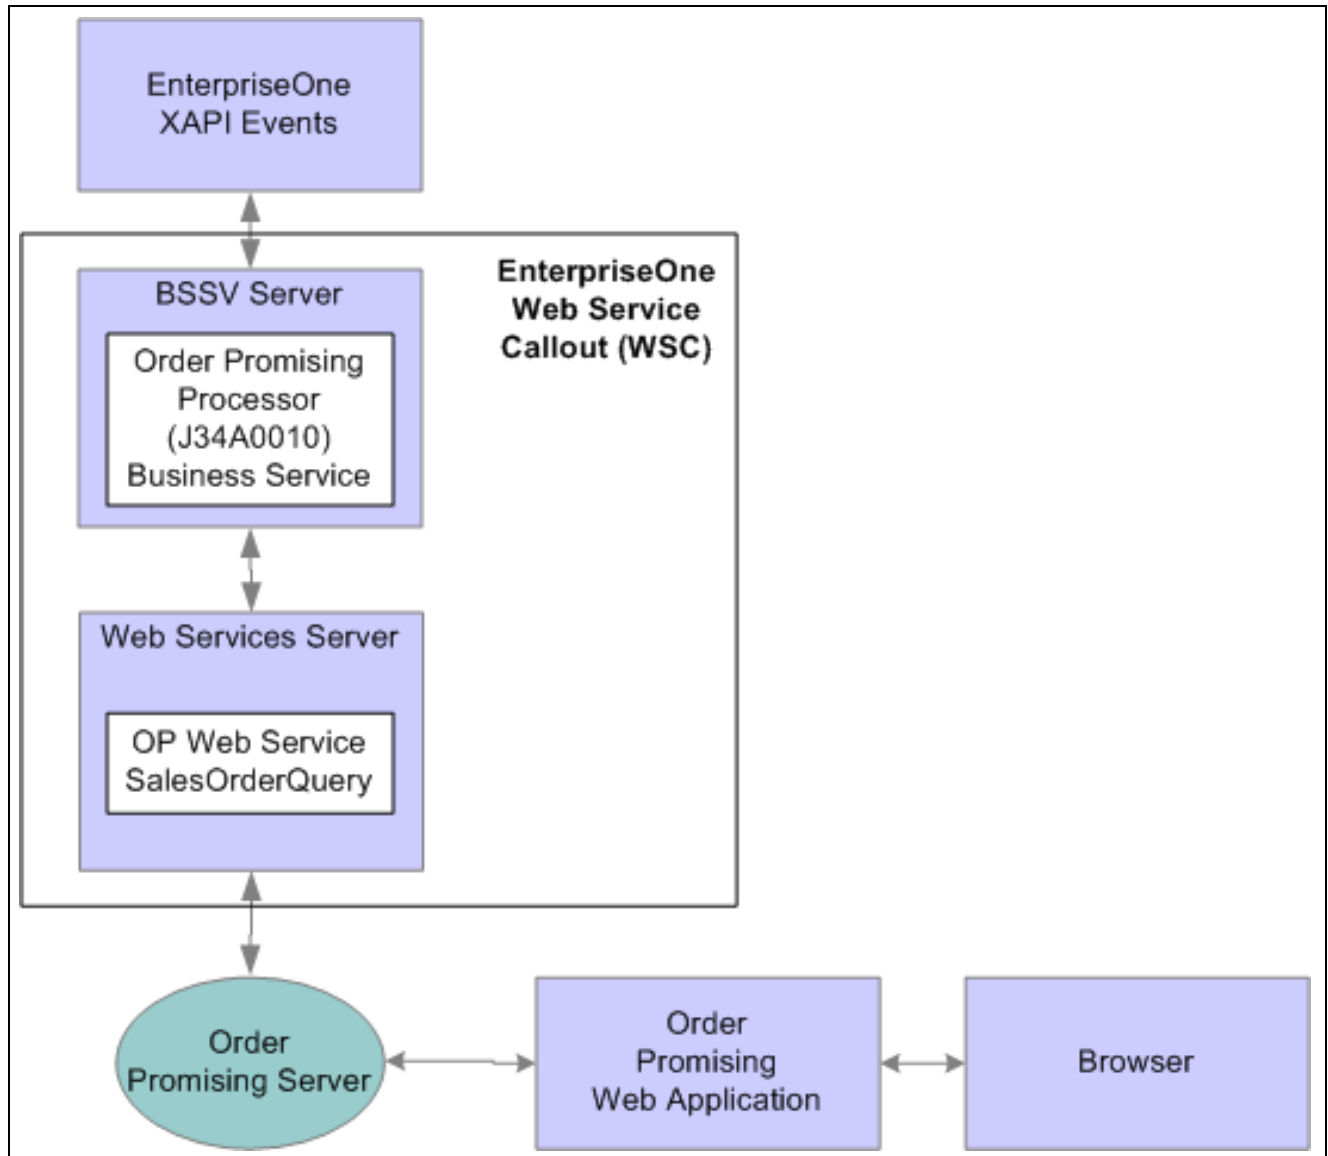 EnterpriseOne
XAPI Events
EnterpriseOne
Web Service
Callout (WSC)
BSSV Server
Order Promising
Processor
(J34A0010)
Business Service
Web Services Server
OP Web Service
SalesOrderQuery
Order
Promising Server
Order
Promising
Web Application
Browser